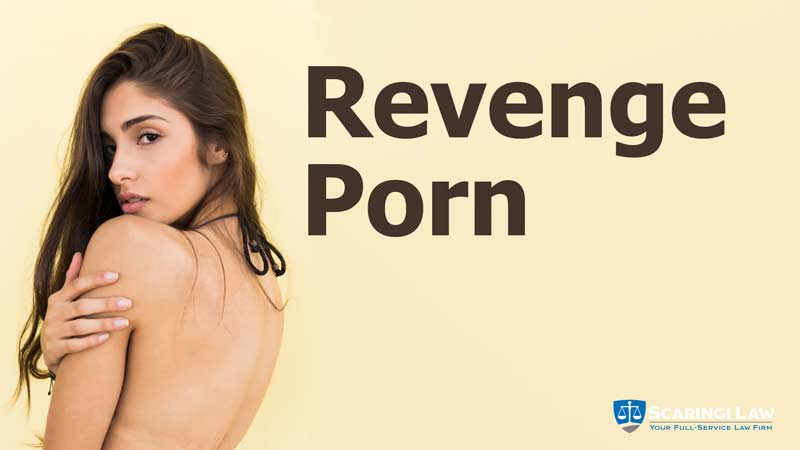 Revenge
Porn
SCARINGI LAW
YOUR FULL-SERVICE LAW FIRM